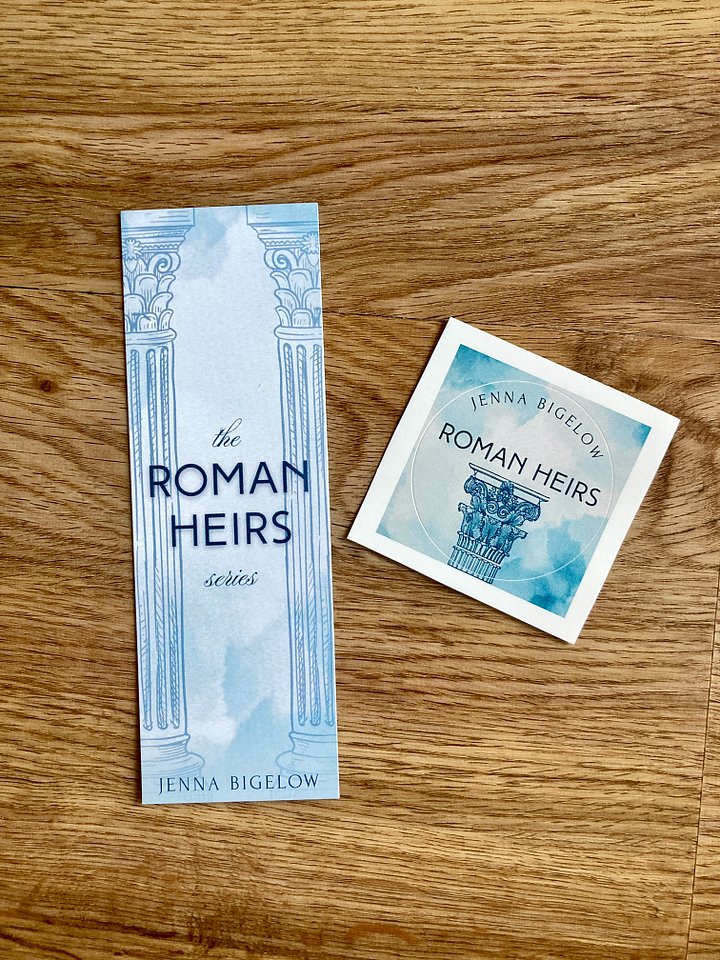 the
ROMAN
HEIRS
series
JENNA BIGELOW
JENNA BIGELOW
ROMAN HEIRS